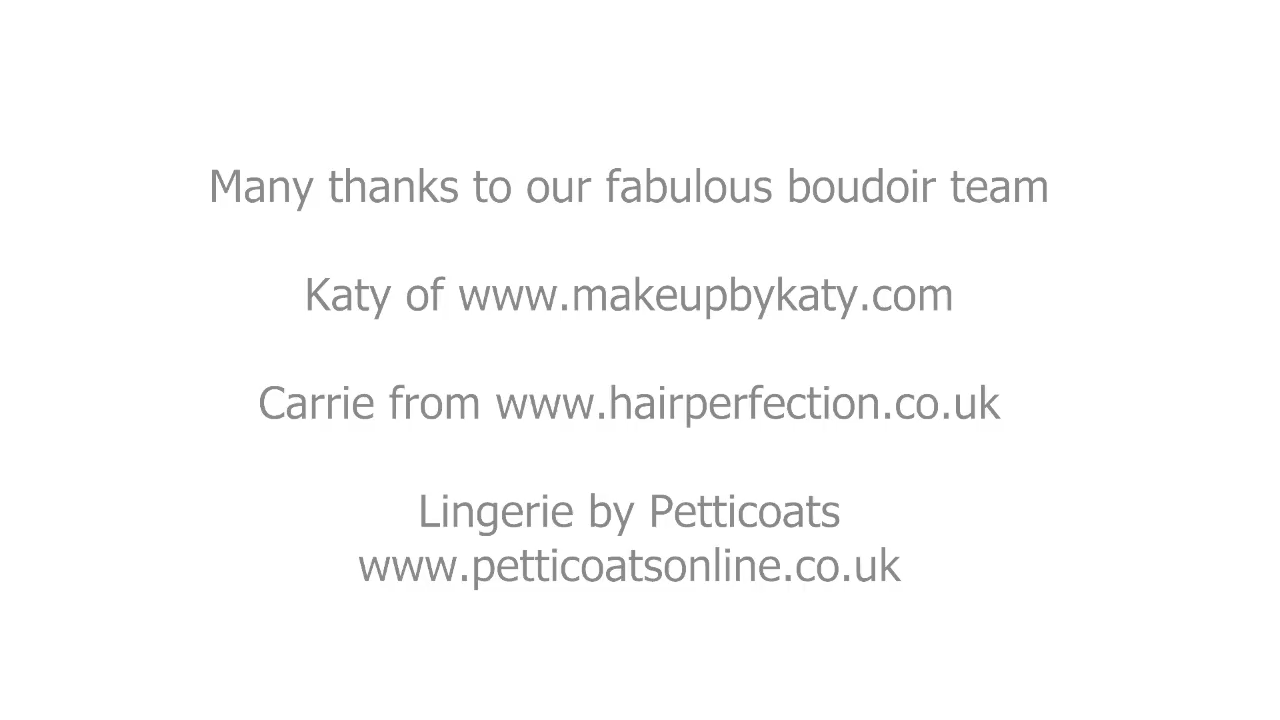 Many thanks to our fabulous boudoir team
Katy of www.makeupbykaty.com
Carrie from www.hairperfection.co.uk
Lingerie by Petticoats
www.petticoatsonline.co.uk